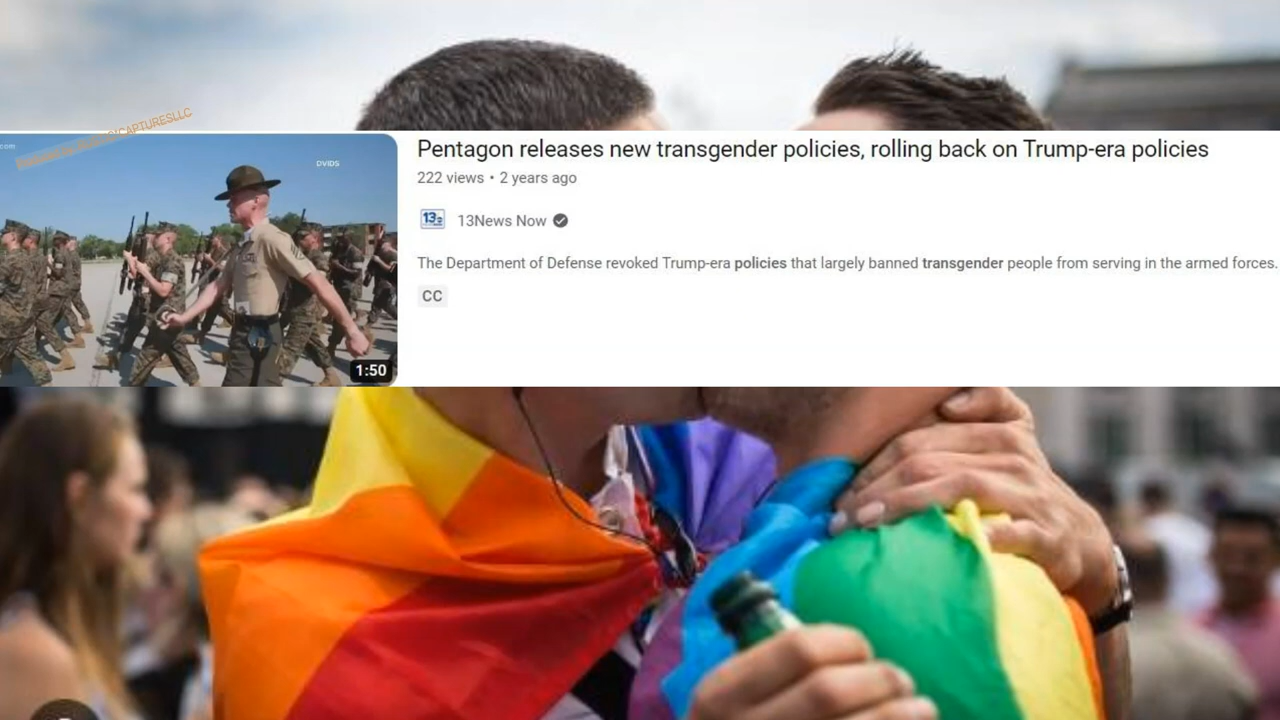 Pentagon releases new transgender policies, rolling back on Trump-era policies
222 views • 2 years ago
DVIDS
.com
13
13News Now
The Department of Defense revoked Trump-era policies that largely banned transgender people from serving in the armed forces.
CC
1:50